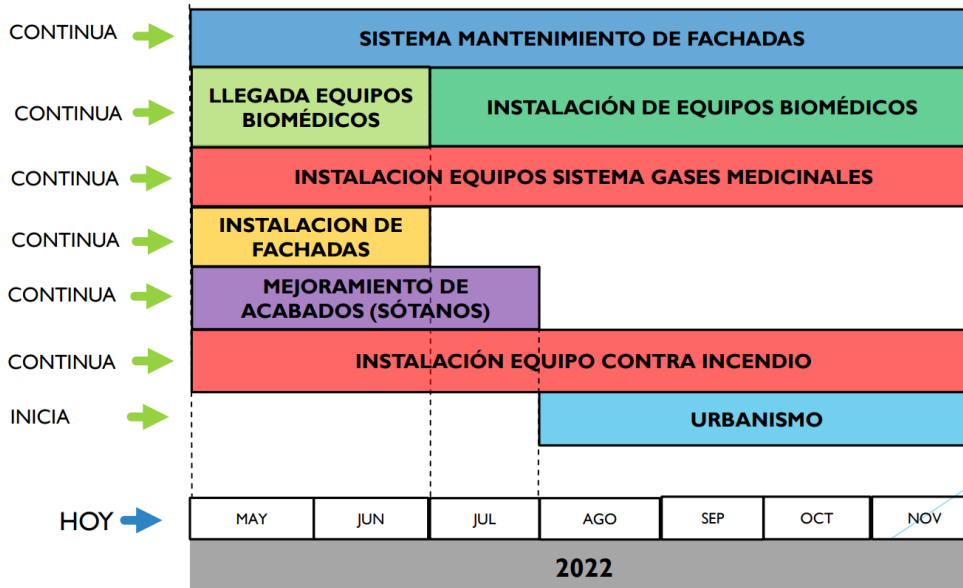 CONTINUA
SISTEMA MANTENIMIENTO DE FACHADAS
CONTINUA
LLEGADA EQUIPOS
BIOMÉDICOS
INSTALACIÓN DE EQUIPOS BIOMÉDICOS
CONTINUA
INSTALACION EQUIPOS SISTEMA GASES MEDICINALES
CONTINUA
INSTALACION DE
FACHADAS
CONTINUA
MEJORAMIENTO DE
ACABADOS (SÓTANOS)
CONTINUA
INSTALACIÓN EQUIPO CONTRA INCENDIO
INICIA
URBANISMO
HOY
MAY
JUN
JUL
AGO
SEP
OCT
NOV
2022